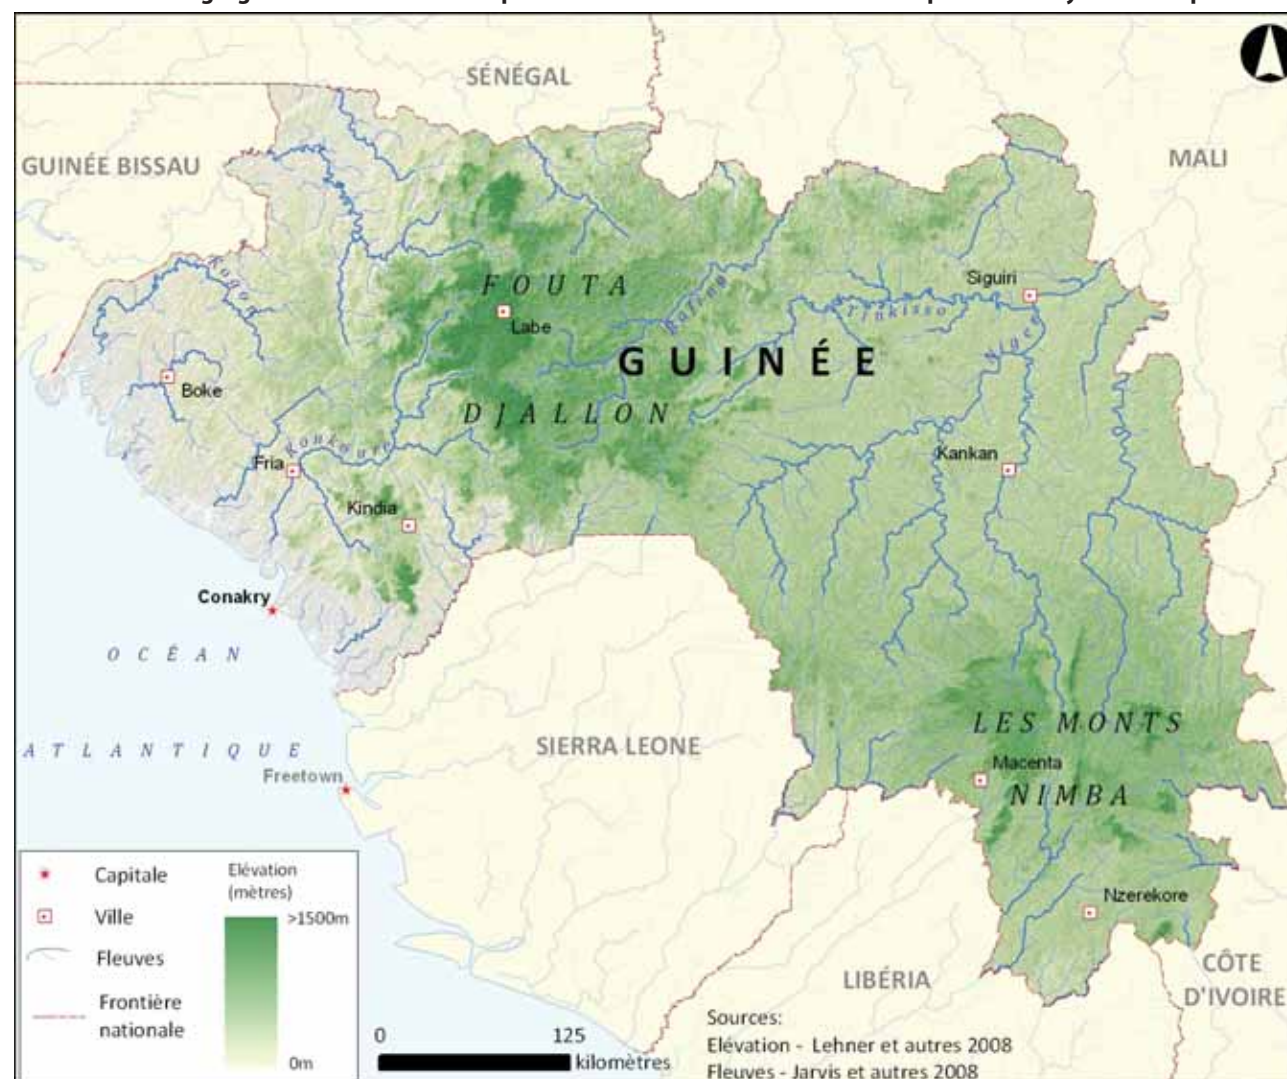 SÉNÉGAL
GUINÉE BISSAU
MALI
Kogon
FOUTA
Bafing
Siguiri
Tinkisso
Labe
Niger
GUINÉE
Boke
DJALLON
Konkoure
Fria
Kankan
Kindia
Conakry
OCÉAN
ATLANTIQUE
LES MONTS
SIERRA LEONE
Macenta
Freetown
NIMBA
Nzerekore
LIBÉRIA
CÔTE
D'IVOIRE
Capitale
Ville
Fleuves
Frontière
nationale
Elévation
(mètres)
>1500m
0m
0 125
kilomètres
Sources:
Elévation - Lehner et autres 2008
Fleuves - Jarvis et autres 2008